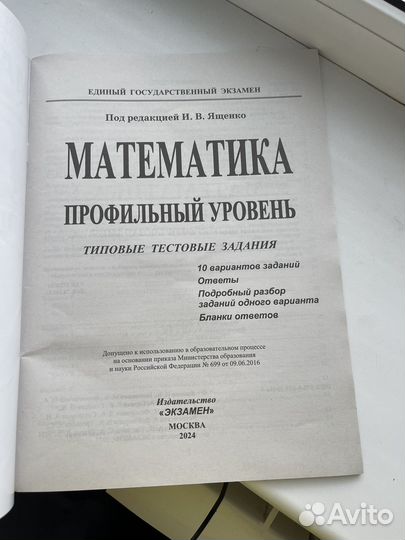 ЕДИНЫЙ ГОСУДАРСТВЕННЫЙ ЭКЗАМЕН
Под редакцией И. В. Ященко
МАТЕМАТИКА
ПРОФИЛЬНЫЙ УРОВЕНЬ
ТИПОВЫЕ ТЕСТОВЫЕ ЗАДАНИЯ
10 вариантов заданий
Ответы
Подробный разбор
заданий одного варианта
Бланки ответов
Допущено к использованию в образовательном процессе
на основании приказа Министерства образования
и науки Российской Федерации № 699 от 09.06.2016
Издательство
«ЭКЗАМЕН»
МОСКВА
2024
Avito